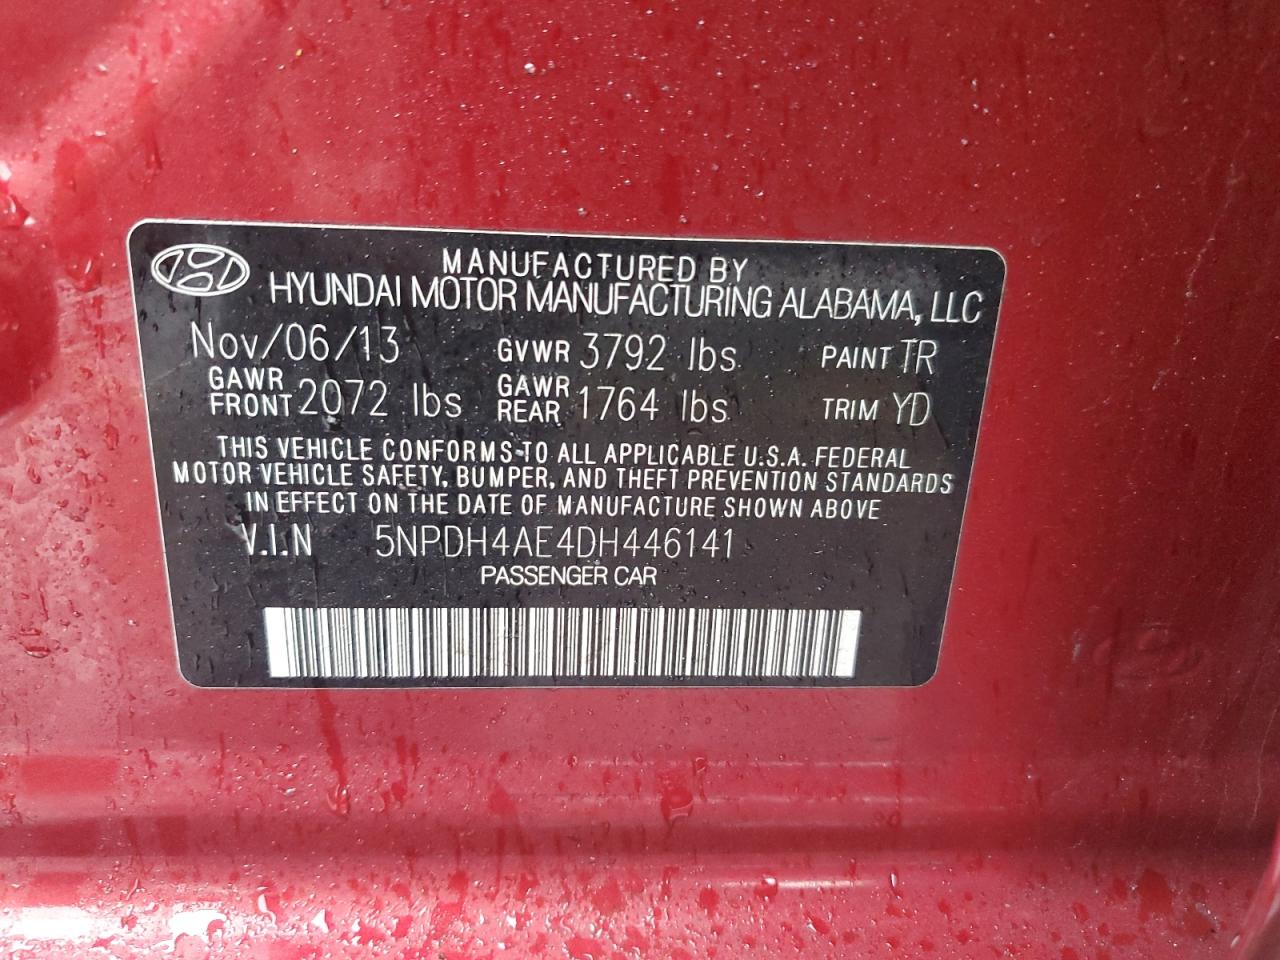 MANUFACTURED BY
HYUNDAI MOTOR MANUFACTURING ALABAMA, LLC
Nov/06/13 GVWR 3792 lbs PAINT TR
GAWR FRONT 2072 lbs GAWR REAR 1764 lbs TRIM YD
THIS VEHICLE CONFORMS TO ALL APPLICABLE U.S.A. FEDERAL
MOTOR VEHICLE SAFETY, BUMPER, AND THEFT PREVENTION STANDARDS
IN EFFECT ON THE DATE OF MANUFACTURE SHOWN ABOVE
V.I.N 5NPDH4AE4DH446141
PASSENGER CAR